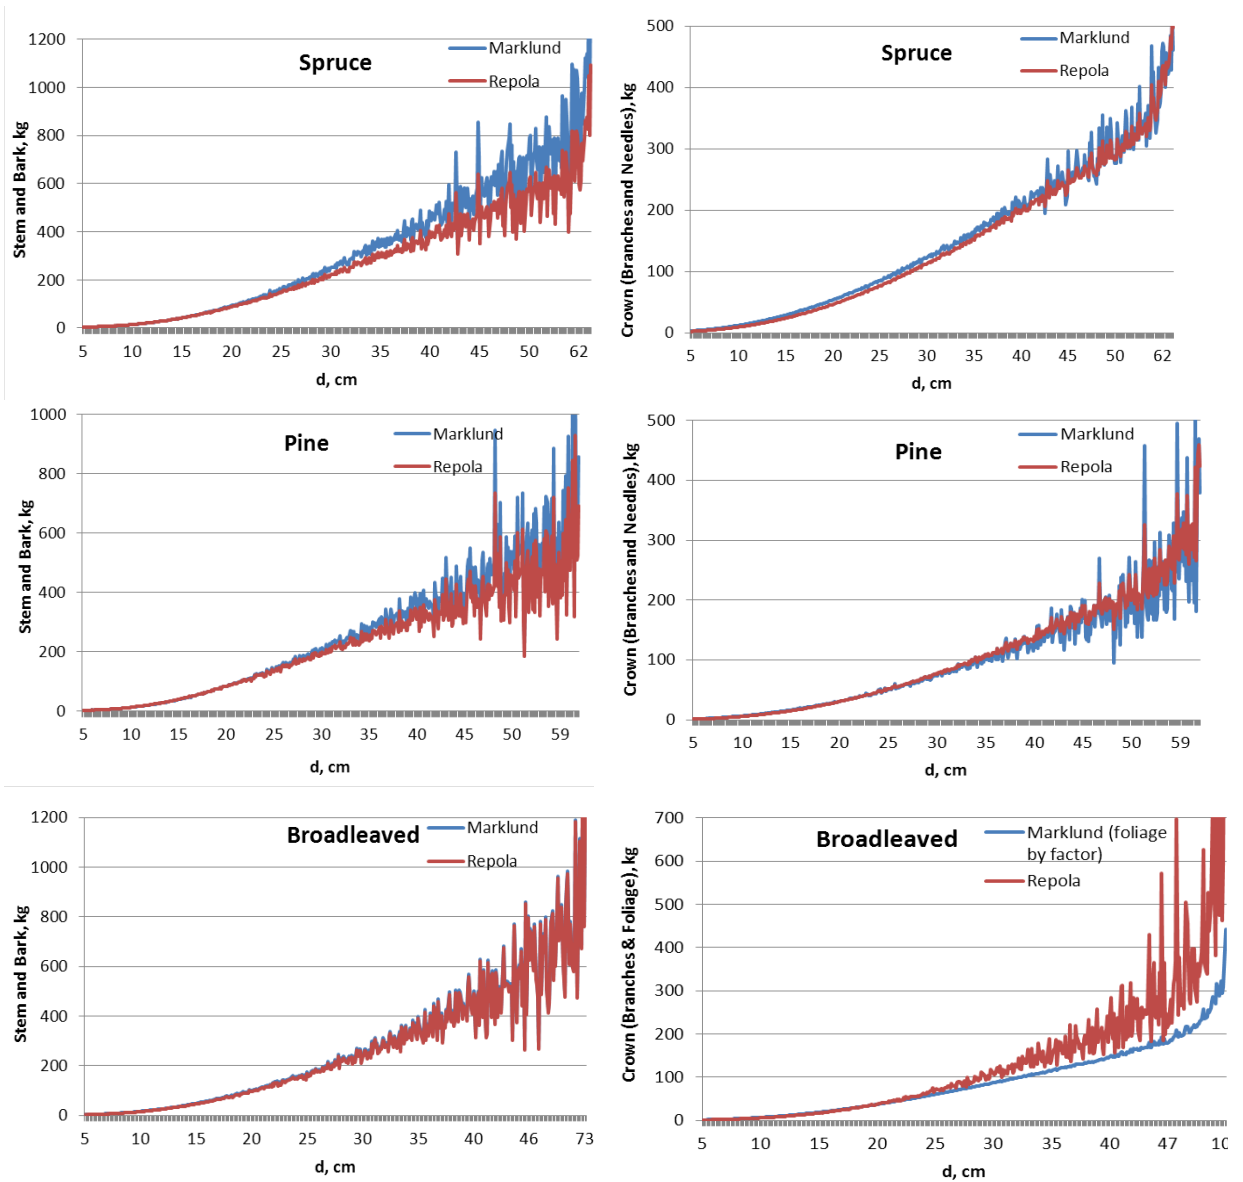 Spruce
Marklund
Repola
Stem and Bark, kg
1200
1000
800
600
400
200
0
5 10 15 20 25 30 35 40 45 50 62
d, cm
Spruce
Marklund
Repola
Crown (Branches and Needles), kg
500
400
300
200
100
0
5 10 15 20 25 30 40 45 50 62
d, cm
Pine
Marklund
Repola
Stem and Bark, kg
1000
800
600
400
200
0
5 10 15 20 25 30 35 40 45 51 59
d, cm
Pine
Marklund
Repola
Crown (Branches and Needles), kg
500
400
300
200
100
0
5 10 15 20 25 30 35 40 45 50 59
d, cm
Broadleaved
Marklund
Repola
Stem and Bark, kg
1200
1000
800
600
400
200
0
5 10 15 20 25 30 35 40 46 73
d, cm
Broadleaved
Marklund (foliage
by factor)
Repola
Crown (Branches & Foliage), kg
700
600
500
400
300
200
100
0
5 10 15 20 25 30 35 40 47 10
d, cm